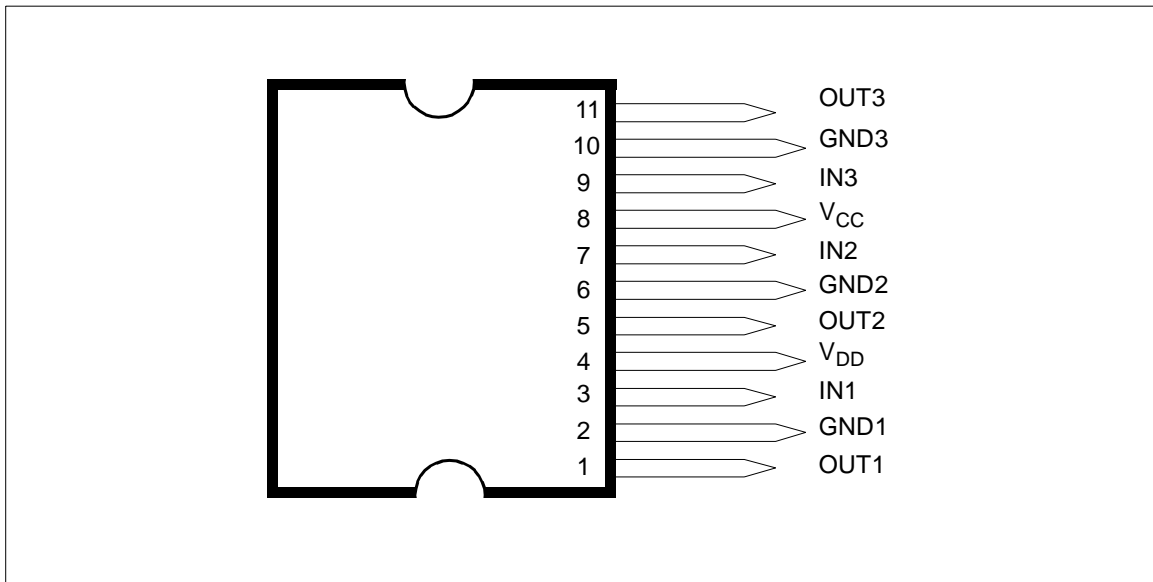 11 OUT3
10 GND3
9 IN3
8 VCC
7 IN2
6 GND2
5 OUT2
4 VDD
3 IN1
2 GND1
1 OUT1